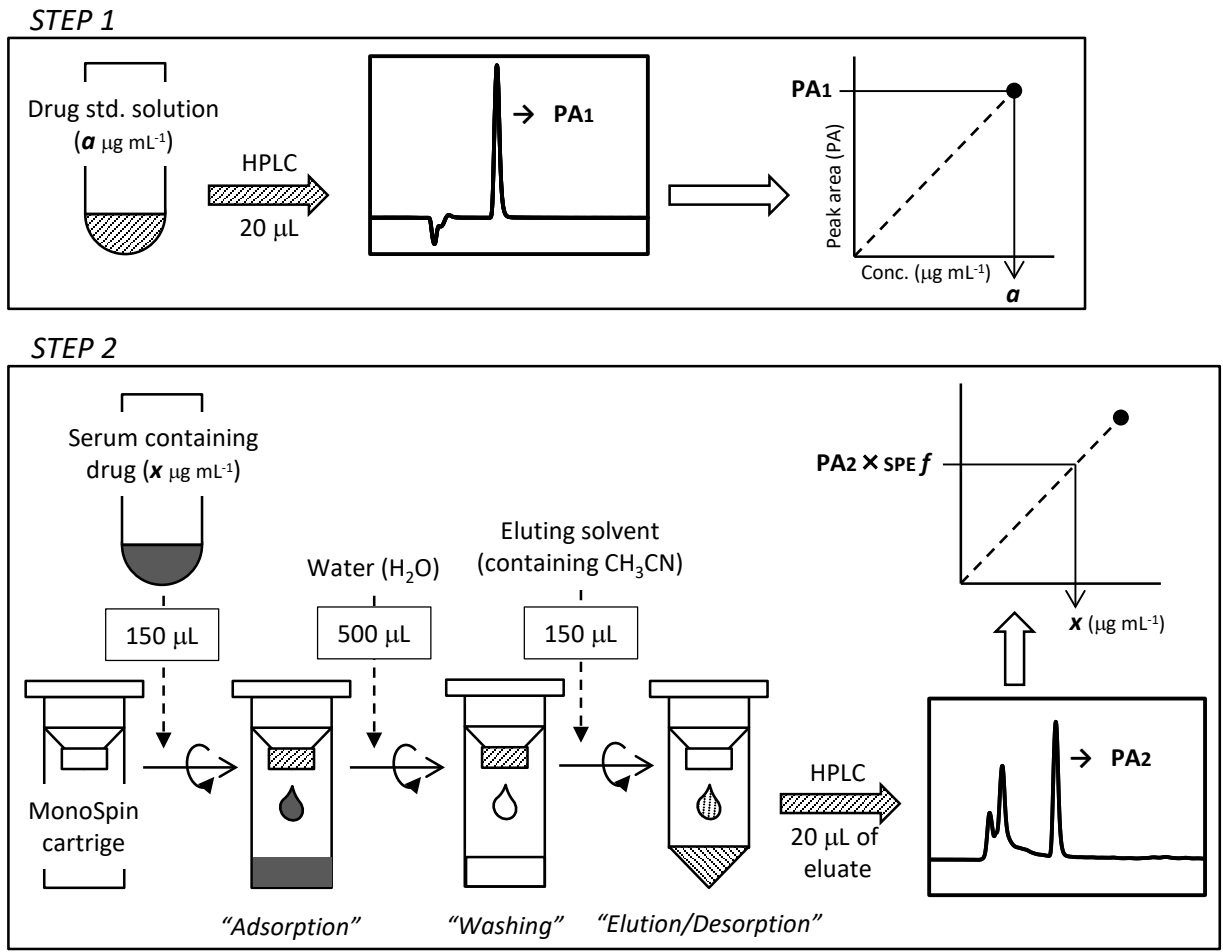 STEP 1
Drug std. solution
(a µg mL-1)
HPLC
20 µL
→ PA1
PA1
Peak area (PA)
Conc. (µg mL-1)
a
STEP 2
Serum containing
drug (x µg mL-1)
150 µL
Water (H2O)
500 µL
Eluting solvent
(containing CH3CN)
150 µL
PA2 × SPE f
x (µg mL-1)
MonoSpin
cartrige
HPLC
20 µL of
eluate
→ PA2
“Adsorption”
“Washing”
“Elution/Desorption”